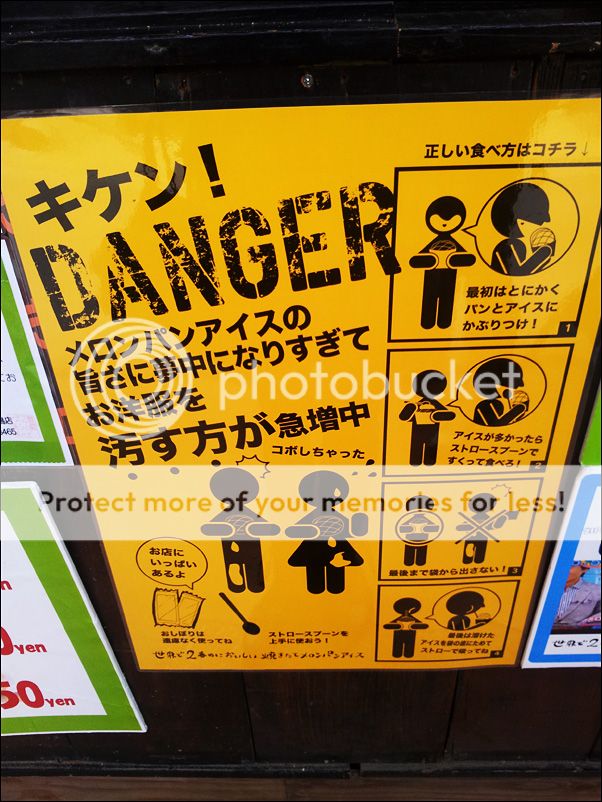 キケン！
DANGER
メロンパンアイスの
旨さに夢中になりすぎて
お洋服を
汚す方が急増中
コボしちゃった
お店に
いっぱい
あるよ
おしぼりは
遠慮なく使ってね
ストロースプーンを
上手に使おう！
世界で2番めにおいしい焼きたてメロンパンアイス
正しい食べ方はコチラ↓
最初はとにかく
パンとアイスに
かぶりつけ！
1
アイスが多かったら
ストロースプーンで
すくって食べろ！
2
最後まで袋から出さない！
3
最後は溶けた
アイスを袋の底にためて
ストローで吸ってね
4
photobucket
Protect more of your memories for less!
465
yen
50yen
世界で2